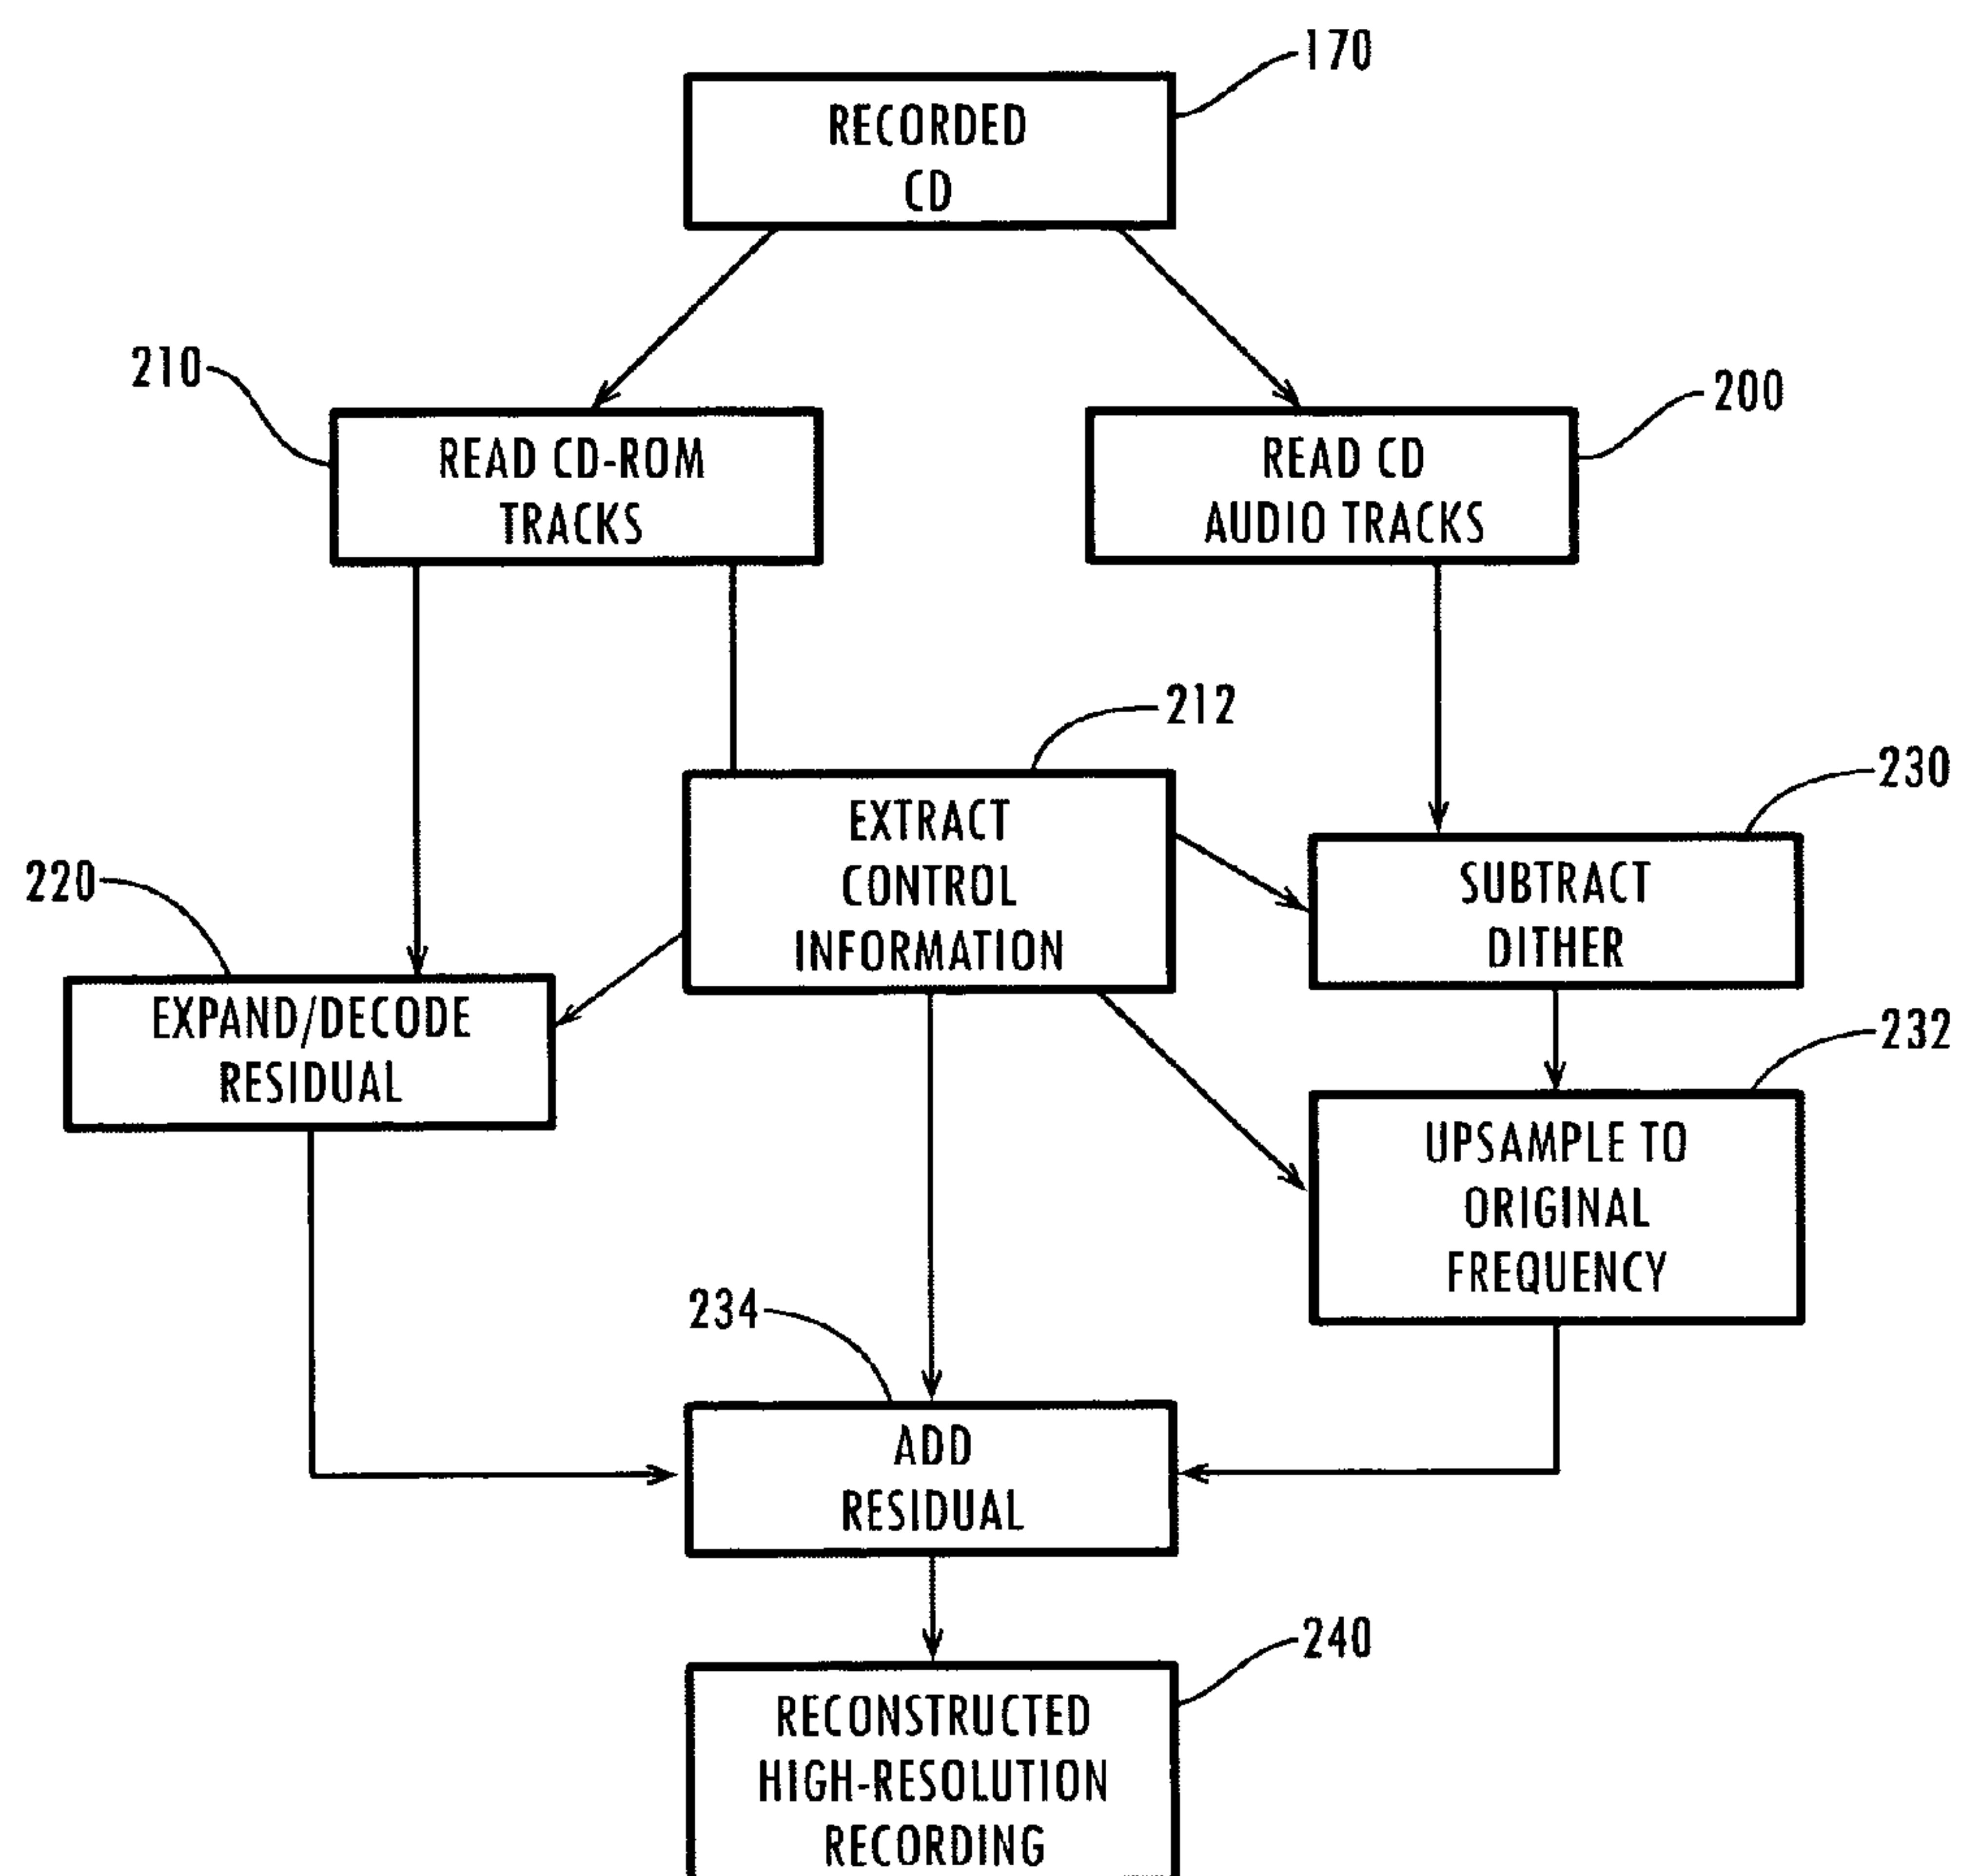 170
RECORDED
CD
210
READ CD-ROM
TRACKS
200
READ CD
AUDIO TRACKS
212
EXTRACT
CONTROL
INFORMATION
230
SUBTRACT
DITHER
220
EXPAND/DECODE
RESIDUAL
232
UPSAMPLE TO
ORIGINAL
FREQUENCY
234
ADD
RESIDUAL
240
RECONSTRUCTED
HIGH-RESOLUTION
RECORDING